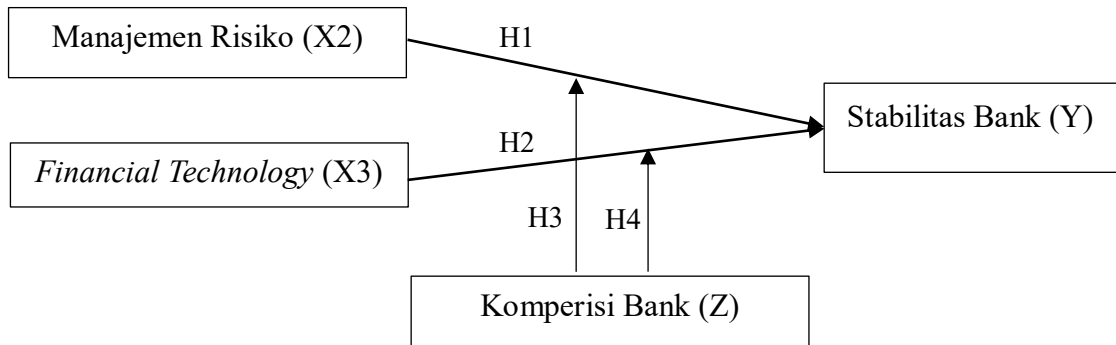 Manajemen Risiko (X2)
H1
Stabilitas Bank (Y)
H2
Financial Technology (X3)
H3
H4
Komperisi Bank (Z)